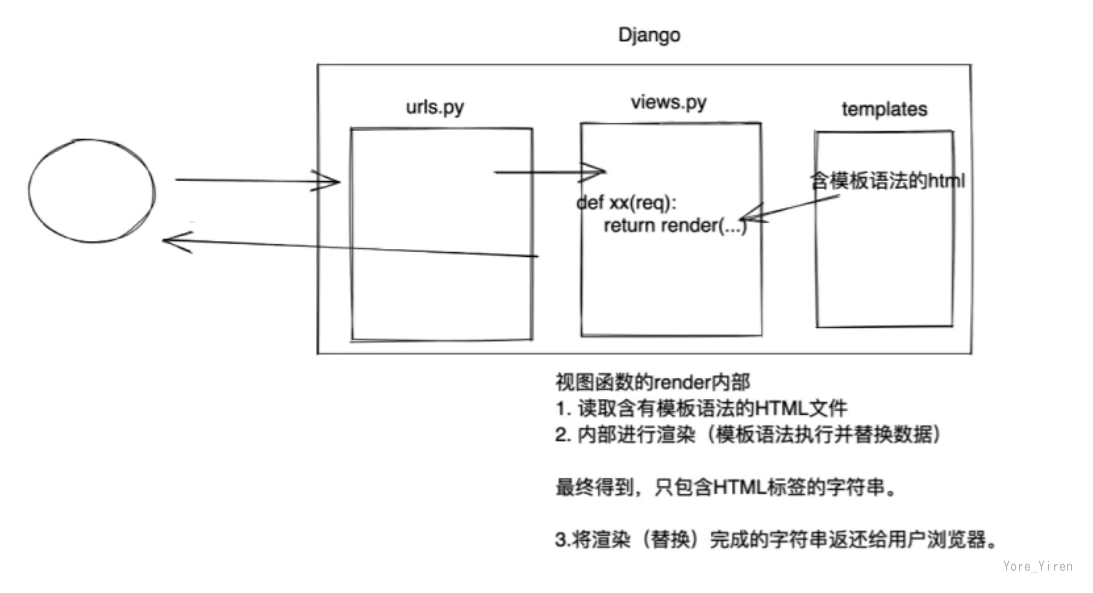 Django
urls.py
views.py
templates
含模板语法的html
def xx(req):
return render(...)
视图函数的render内部
1. 读取含有模板语法的HTML文件
2. 内部进行渲染（模板语法执行并替换数据）
最终得到，只包含HTML标签的字符串。
3.将渲染（替换）完成的字符串返还给用户浏览器。
Yore_Yiren